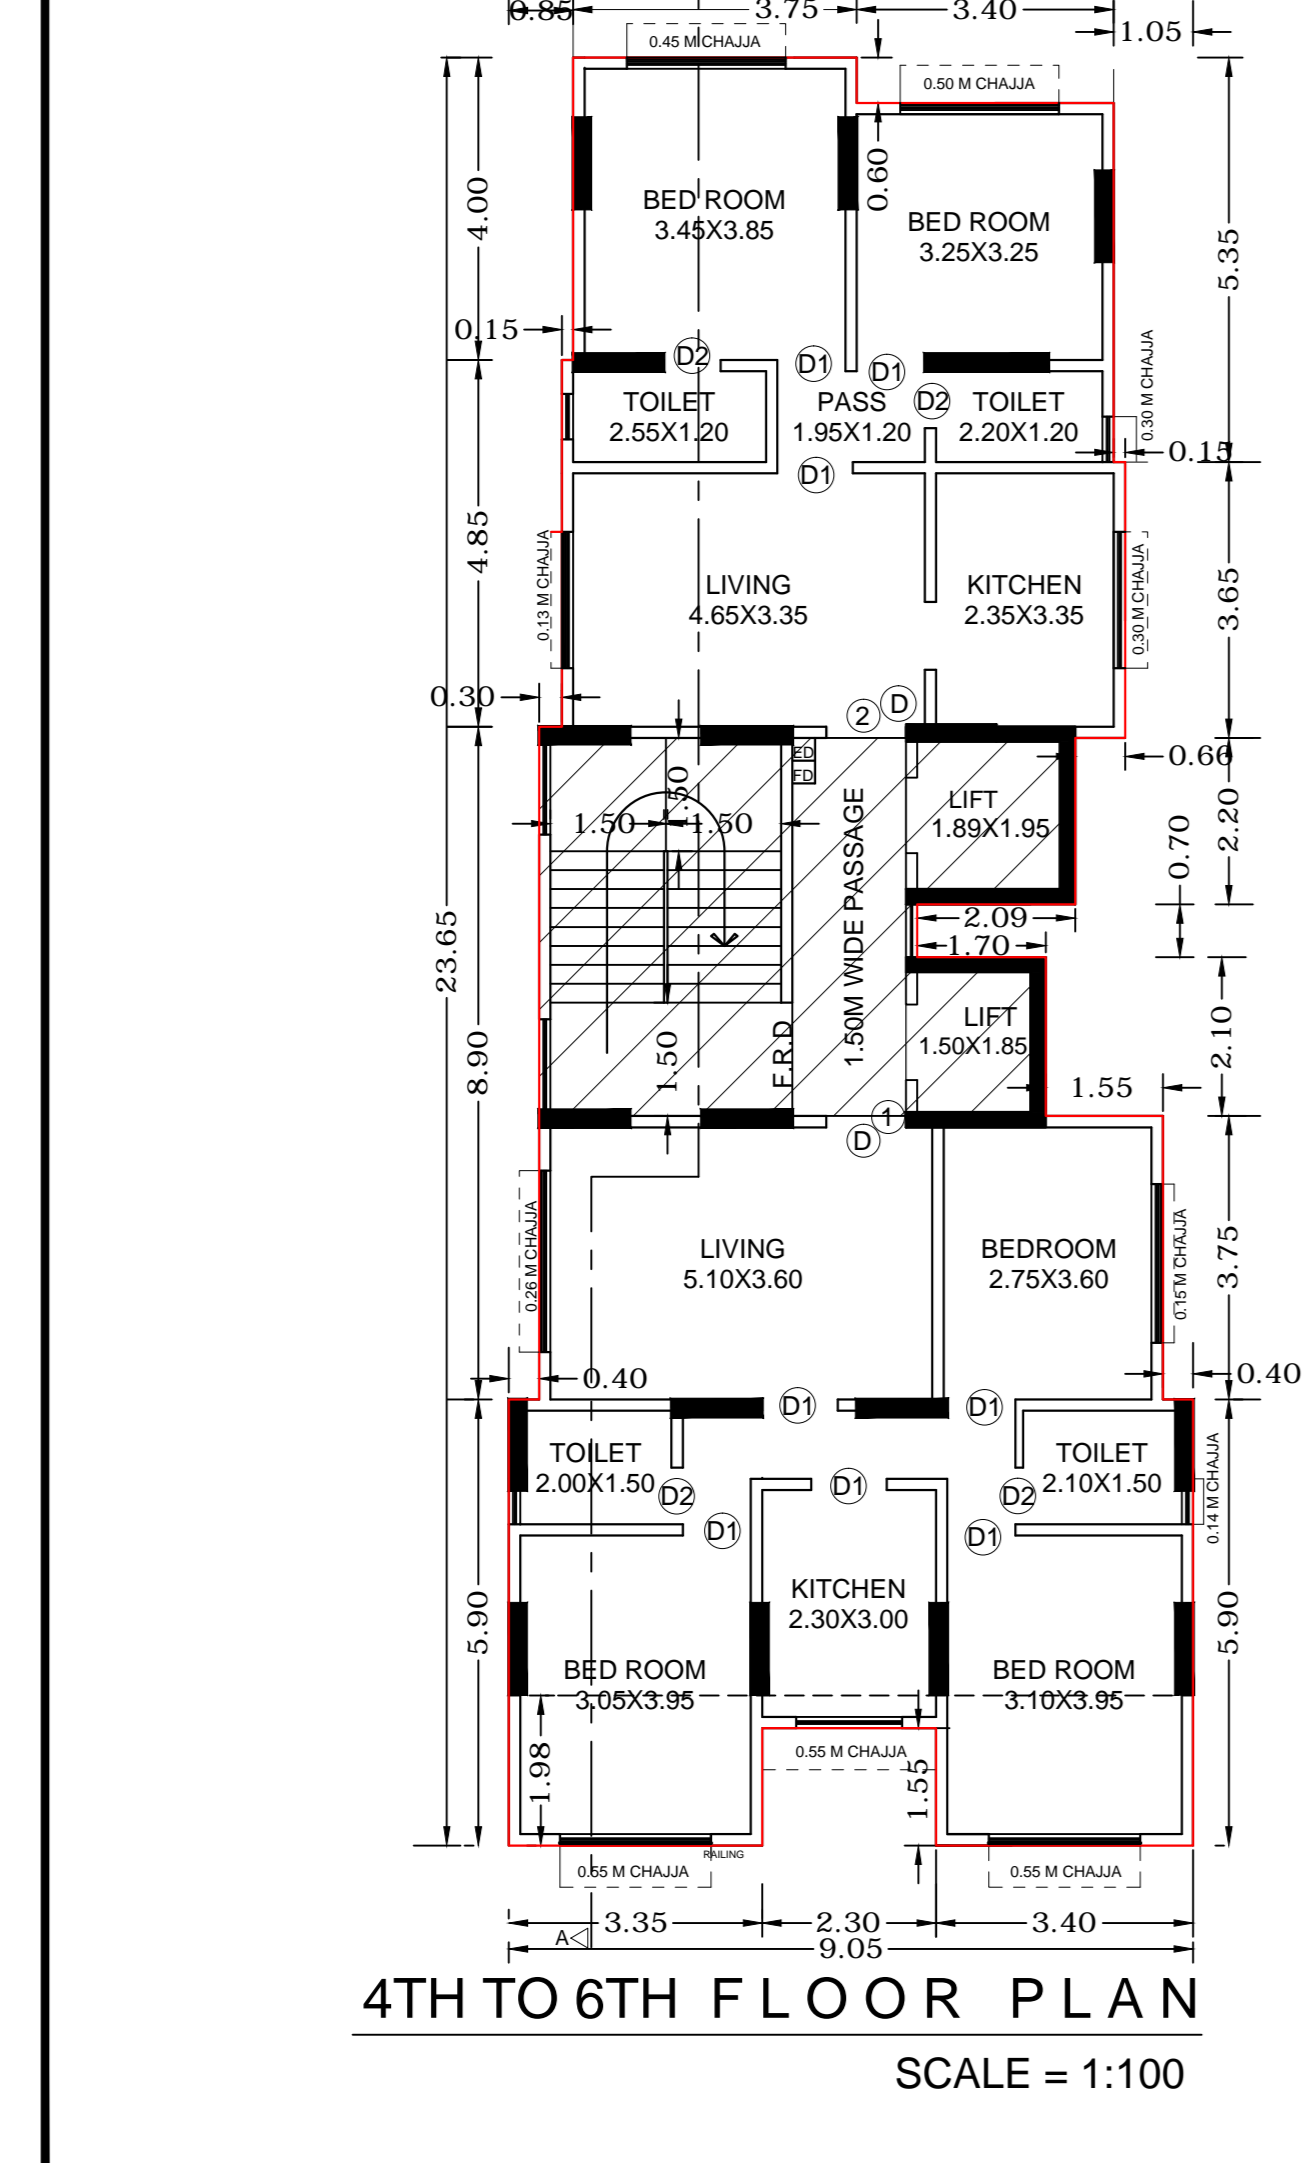 0.85
3.75
3.40
1.05
0.45 M CHAJJA
0.50 M CHAJJA
4.00
0.60
5.35
BED ROOM
3.45X3.85
BED ROOM
3.25X3.25
0.15
D2
D1
D1
0.30 M CHAJJA
TOILET
2.55X1.20
PASS
1.95X1.20
D2
TOILET
2.20X1.20
0.15
D1
4.85
0.13 M CHAJJA
LIVING
4.65X3.35
KITCHEN
2.35X3.35
0.30 M CHAJJA
3.65
0.30
2
D
ED
FD
0.66
1.50
1.50
1.50
LIFT
1.89X1.95
2.20
0.70
1.50M WIDE PASSAGE
23.65
2.09
1.70
8.90
1.50
F.R.D
LIFT
1.50X1.85
2.10
1.55
1
D
0.26 M CHAJJA
LIVING
5.10X3.60
BEDROOM
2.75X3.60
0.15 M CHAJJA
3.75
0.40
0.40
D1
D1
TOILET
2.00X1.50
D2
D1
D1
TOILET
2.10X1.50
D2
D1
0.14 M CHAJJA
5.90
KITCHEN
2.30X3.00
5.90
BED ROOM
3.05X3.95
BED ROOM
3.10X3.95
1.98
0.55 M CHAJJA
1.55
RAILING
0.55 M CHAJJA
0.55 M CHAJJA
3.35
2.30
3.40
A
9.05
4TH TO 6TH FLOOR PLAN
SCALE = 1:100